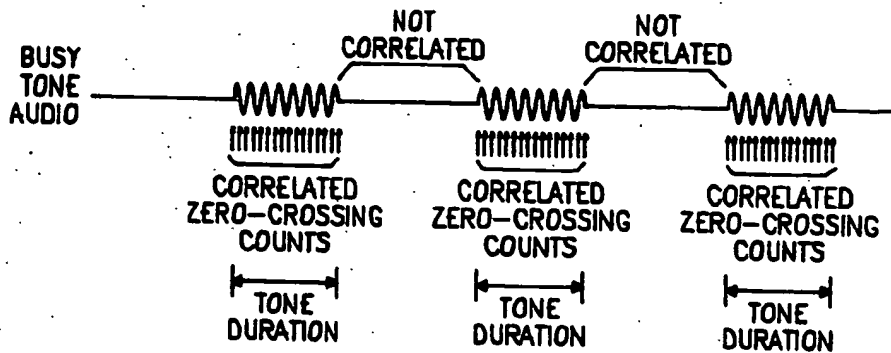 NOT
CORRELATED
NOT
CORRELATED
BUSY
TONE
AUDIO
CORRELATED
ZERO-CROSSING
COUNTS
CORRELATED
ZERO-CROSSING
COUNTS
CORRELATED
ZERO-CROSSING
COUNTS
TONE
DURATION
TONE
DURATION
TONE
DURATION